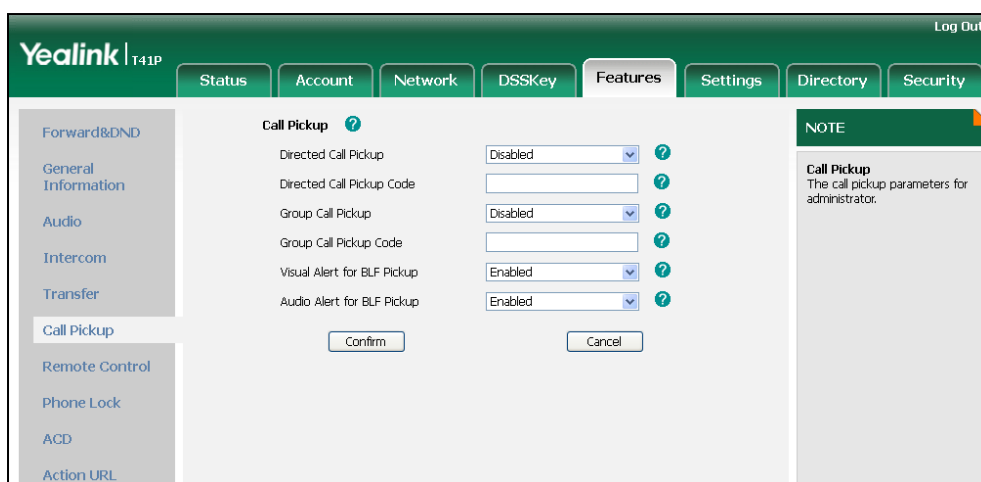 Log Out
Yealink | T41P
Status Account Network DSSKey Features Settings Directory Security
Forward&DND
General
Information
Audio
Intercom
Transfer
Call Pickup
Remote Control
Phone Lock
ACD
Action URL
Call Pickup ?
Directed Call Pickup Disabled ?
Directed Call Pickup Code ?
Group Call Pickup Disabled ?
Group Call Pickup Code ?
Visual Alert for BLF Pickup Enabled ?
Audio Alert for BLF Pickup Enabled ?
Confirm Cancel
NOTE
Call Pickup
The call pickup parameters for
administrator.